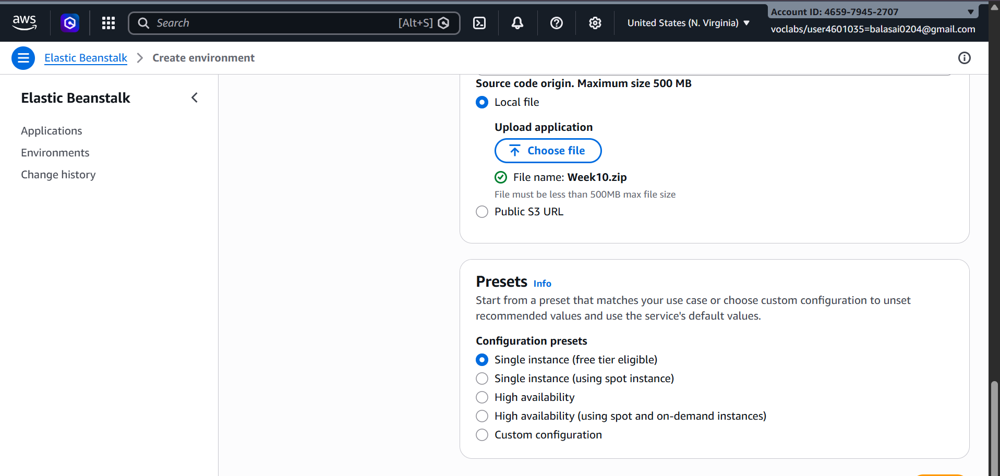 aws
Search [Alt+S]
United States (N. Virginia) ▼
Account ID: 4659-7945-2707 ▼
voclabs/user4601035=balasai0204@gmail.com
Elastic Beanstalk > Create environment
Elastic Beanstalk
Applications
Environments
Change history
Source code origin. Maximum size 500 MB
Local file
Upload application
Choose file
File name: Week10.zip
File must be less than 500MB max file size
Public S3 URL
Presets Info
Start from a preset that matches your use case or choose custom configuration to unset
recommended values and use the service's default values.
Configuration presets
Single instance (free tier eligible)
Single instance (using spot instance)
High availability
High availability (using spot and on-demand instances)
Custom configuration